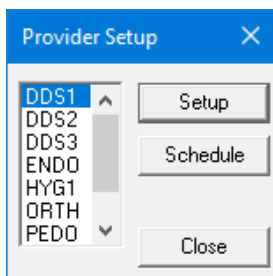 Provider Setup
DDS1
DDS2
DDS3
ENDO
HYG1
ORTH
PEDO
Setup
Schedule
Close